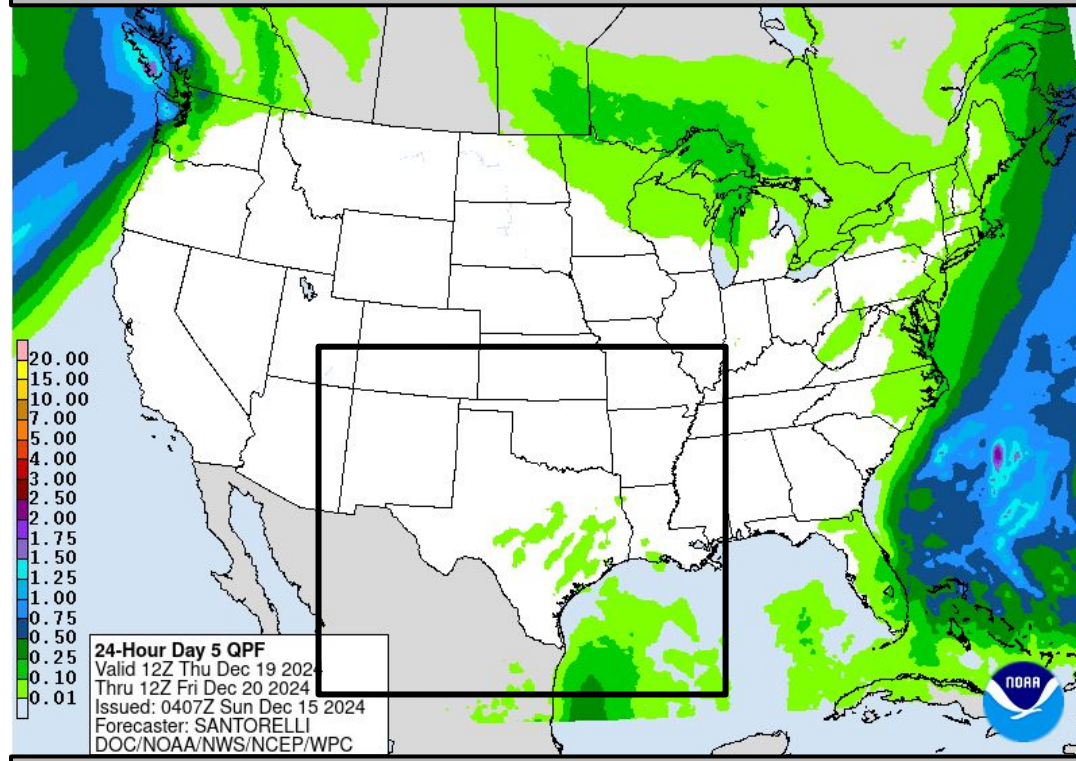 20.00
15.00
10.00
7.00
5.00
4.00
3.00
2.50
2.00
1.75
1.50
1.25
1.00
0.75
0.50
0.25
0.10
0.01
24-Hour Day 5 QPF
Valid 12Z Thu Dec 19 2024
Thru 12Z Fri Dec 20 2024
Issued: 0407Z Sun Dec 15 2024
Forecaster: SANTORELLI
DOC/NOAA/NWS/NCEP/WPC
NOAA